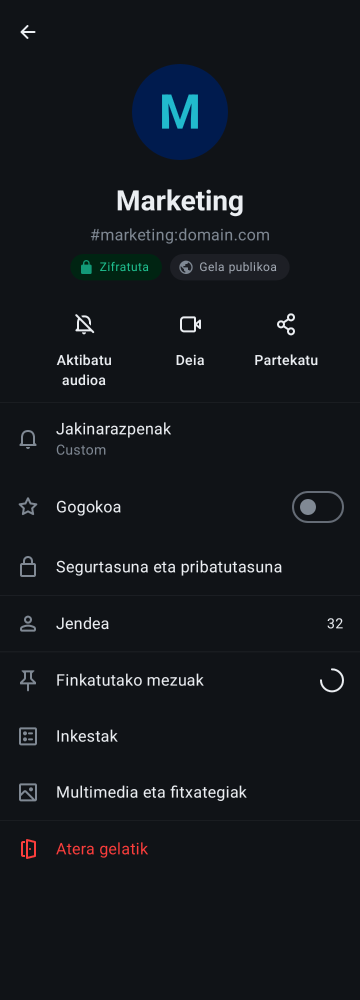 M
Marketing
#marketing:domain.com
Zifratuta
Gela publikoa
Aktibatu
audioa
Deia
Partekatu
Jakinarazpenak
Custom
Gogokoa
Segurtasuna eta pribatutasuna
Jendea
32
Finkatutako mezuak
Inkestak
Multimedia eta fitxategiak
Atera gelatik